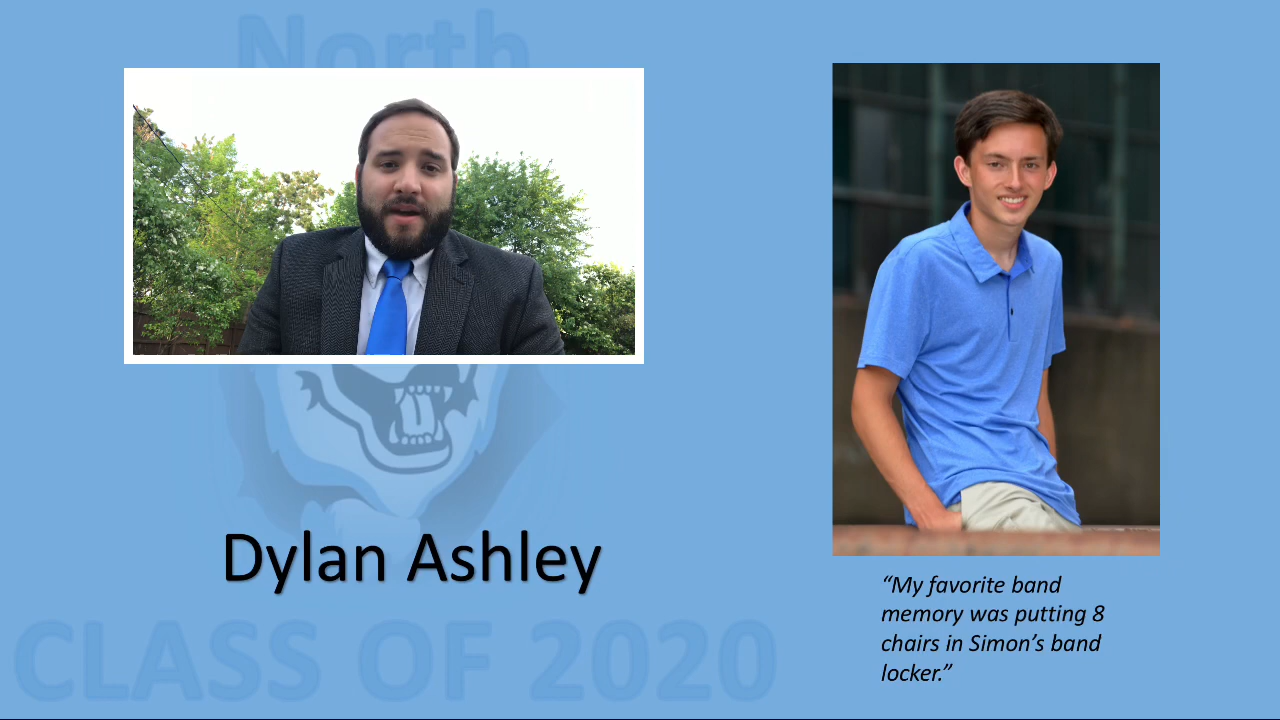 North
Dylan Ashley
CLASS OF 2020
“My favorite band
memory was putting 8
chairs in Simon’s band
locker.”